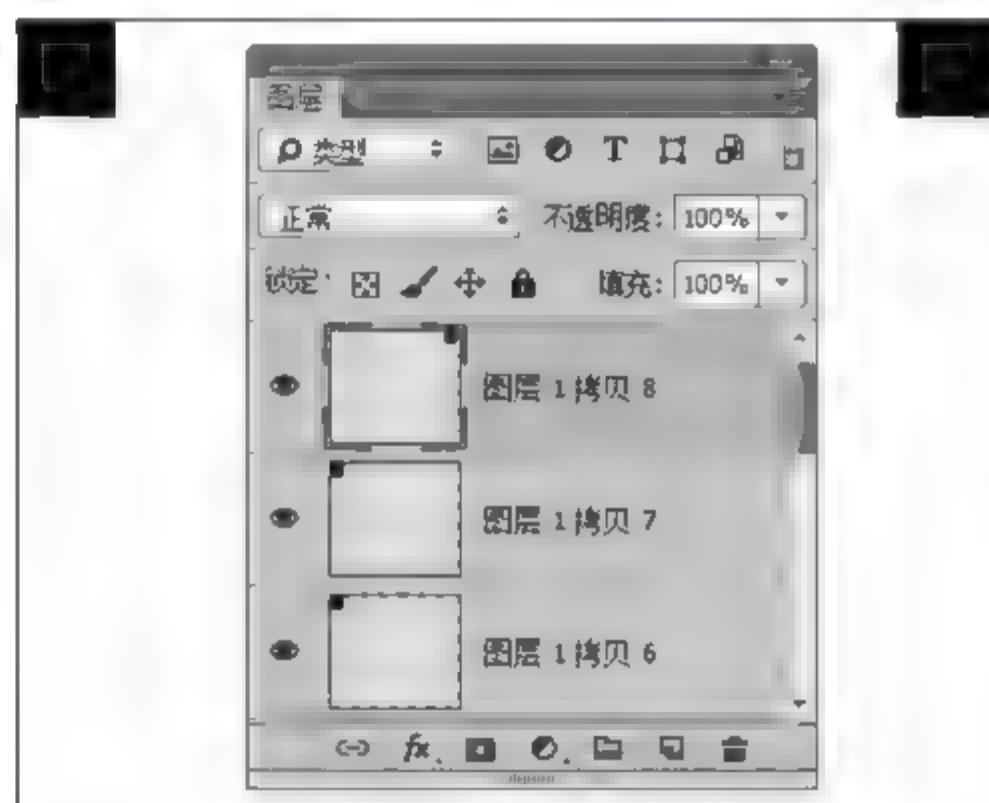 图层
类型 T
正常 不透明度: 100%
锁定: 填充: 100%
图层 1 拷贝 8
图层 1 拷贝 7
图层 1 拷贝 6
fx.